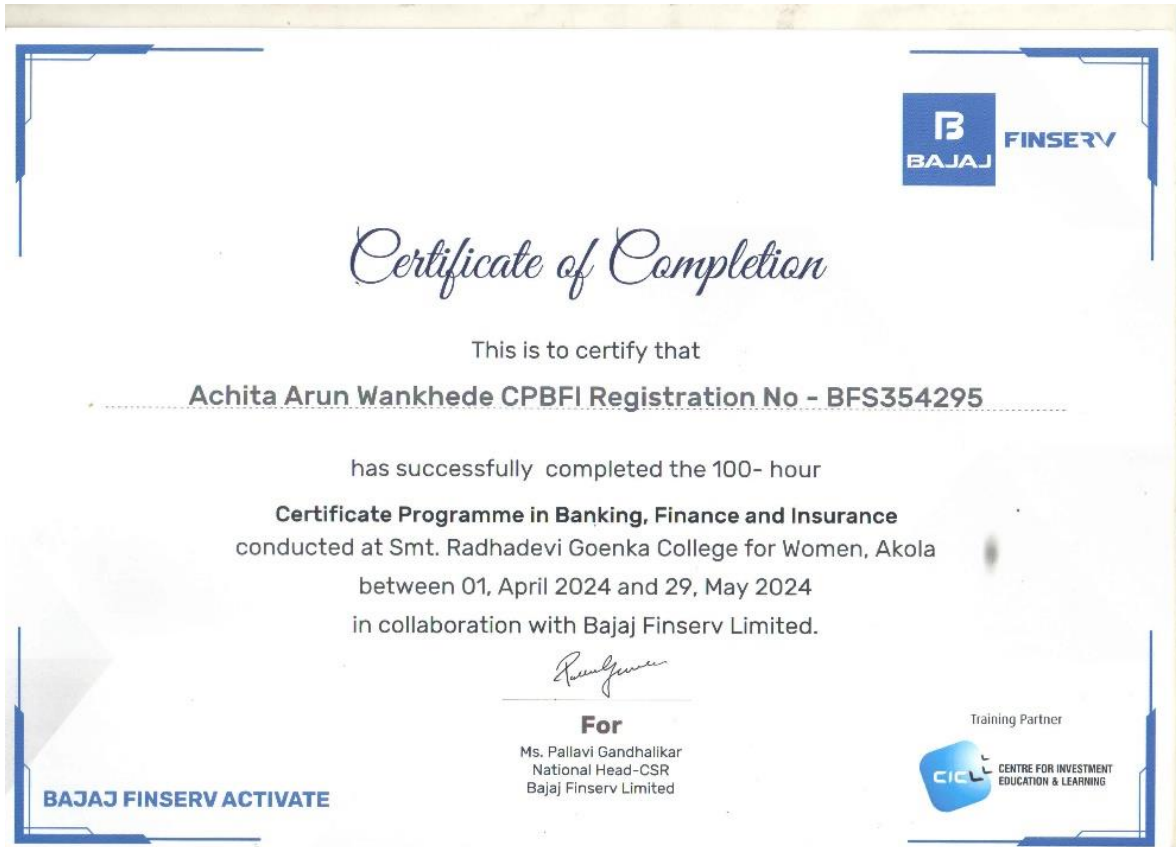 B
BAJAJ
FINSERV
Certificate of Completion
This is to certify that
Achita Arun Wankhede CPBFI Registration No - BFS354295
has successfully completed the 100- hour
Certificate Programme in Banking, Finance and Insurance
conducted at Smt. Radhadevi Goenka College for Women, Akola
between 01, April 2024 and 29, May 2024
in collaboration with Bajaj Finserv Limited.
For
Ms. Pallavi Gandhalikar
National Head-CSR
Bajaj Finserv Limited
Training Partner
CIEL
CENTRE FOR INVESTMENT
EDUCATION & LEARNING
BAJAJ FINSERV ACTIVATE